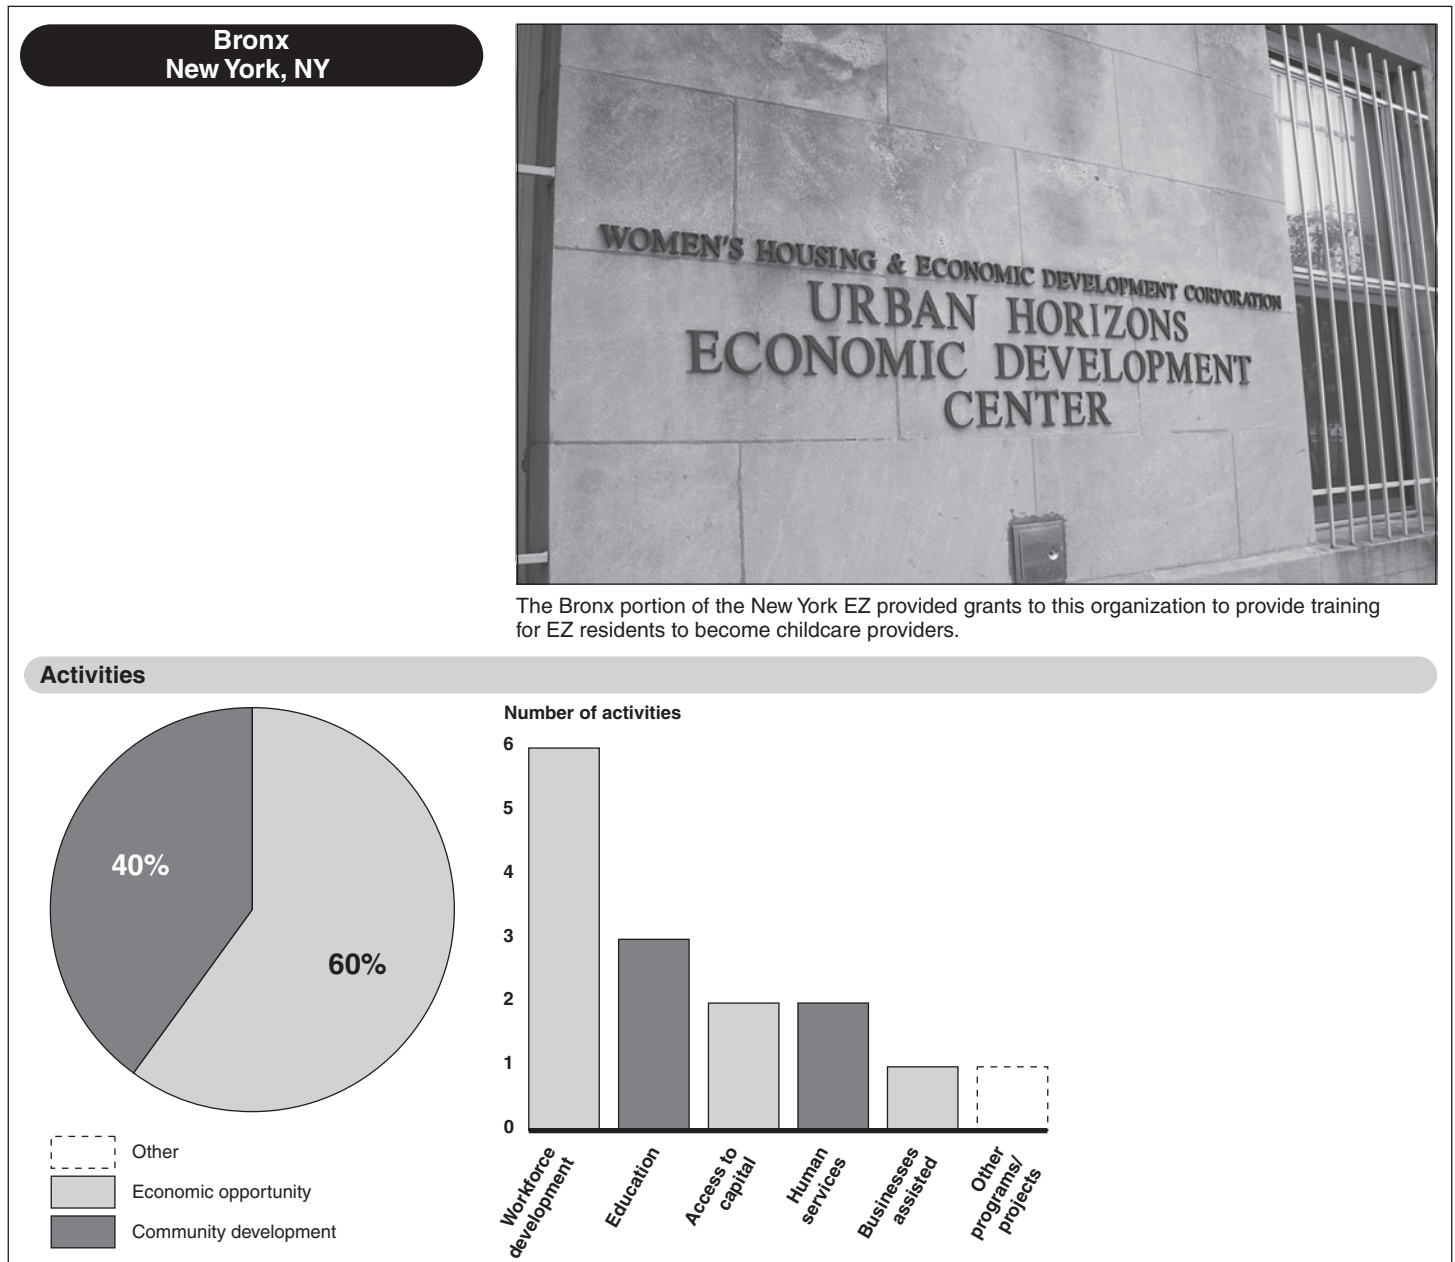 Bronx
New York, NY
WOMEN'S HOUSING & ECONOMIC DEVELOPMENT CORPORATION
URBAN HORIZONS
ECONOMIC DEVELOPMENT
CENTER
The Bronx portion of the New York EZ provided grants to this organization to provide training
for EZ residents to become childcare providers.
Activities
40%
60%
Other
Economic opportunity
Community development
Number of activities
6
5
4
3
2
1
0
Workforce
development
Education
Access to
capital
Human
services
Businesses
assisted
Other
programs/
projects